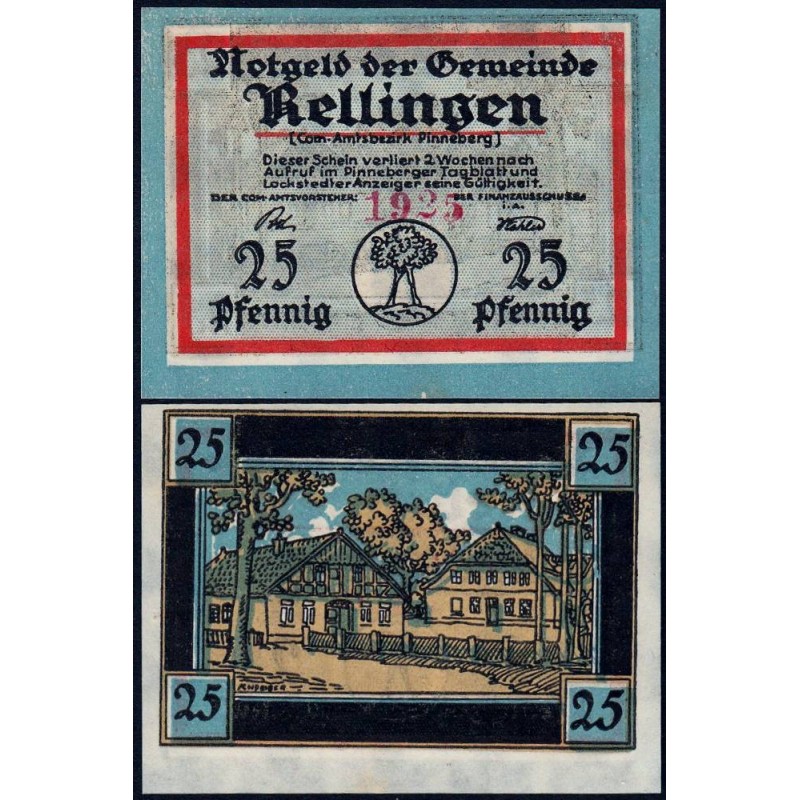 Notgeld der Gemeinde
Rellingen
(Com.-Amtsbezirk Pinneberg)
Dieser Schein verliert 2 Wochen nach
Aufruf im Pinneberger Tagblatt und
Lockstedter Anzeiger seine Gültigkeit.
DER COM-AMTSVORSTEHER: DER FINANZAUSSCHUSS:
i.A.
1925
25 25
Pfennig Pfennig
25 25
25 25